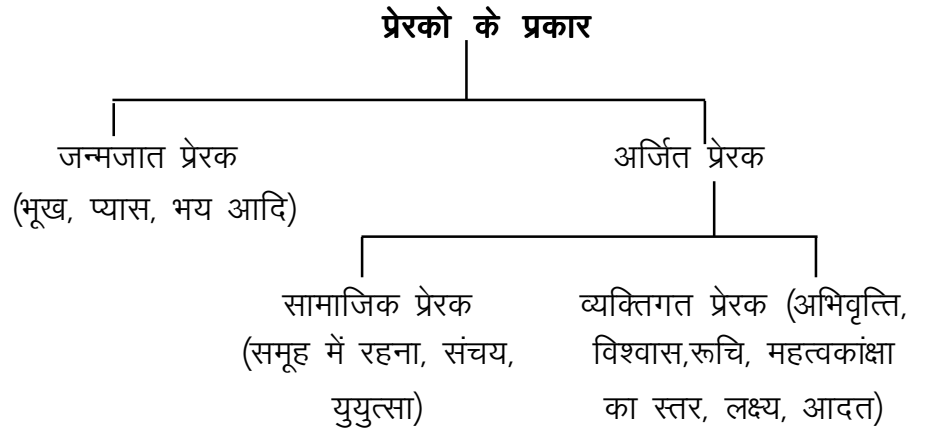 प्रेरको के प्रकार
जन्मजात प्रेरक
(भूख, प्यास, भय आदि)
अर्जित प्रेरक
सामाजिक प्रेरक
(समूह में रहना, संचय,
युयुत्सा)
व्यक्तिगत प्रेरक (अभिवृत्ति,
विश्वास,रूचि, महत्वकांक्षा
का स्तर, लक्ष्य, आदत)